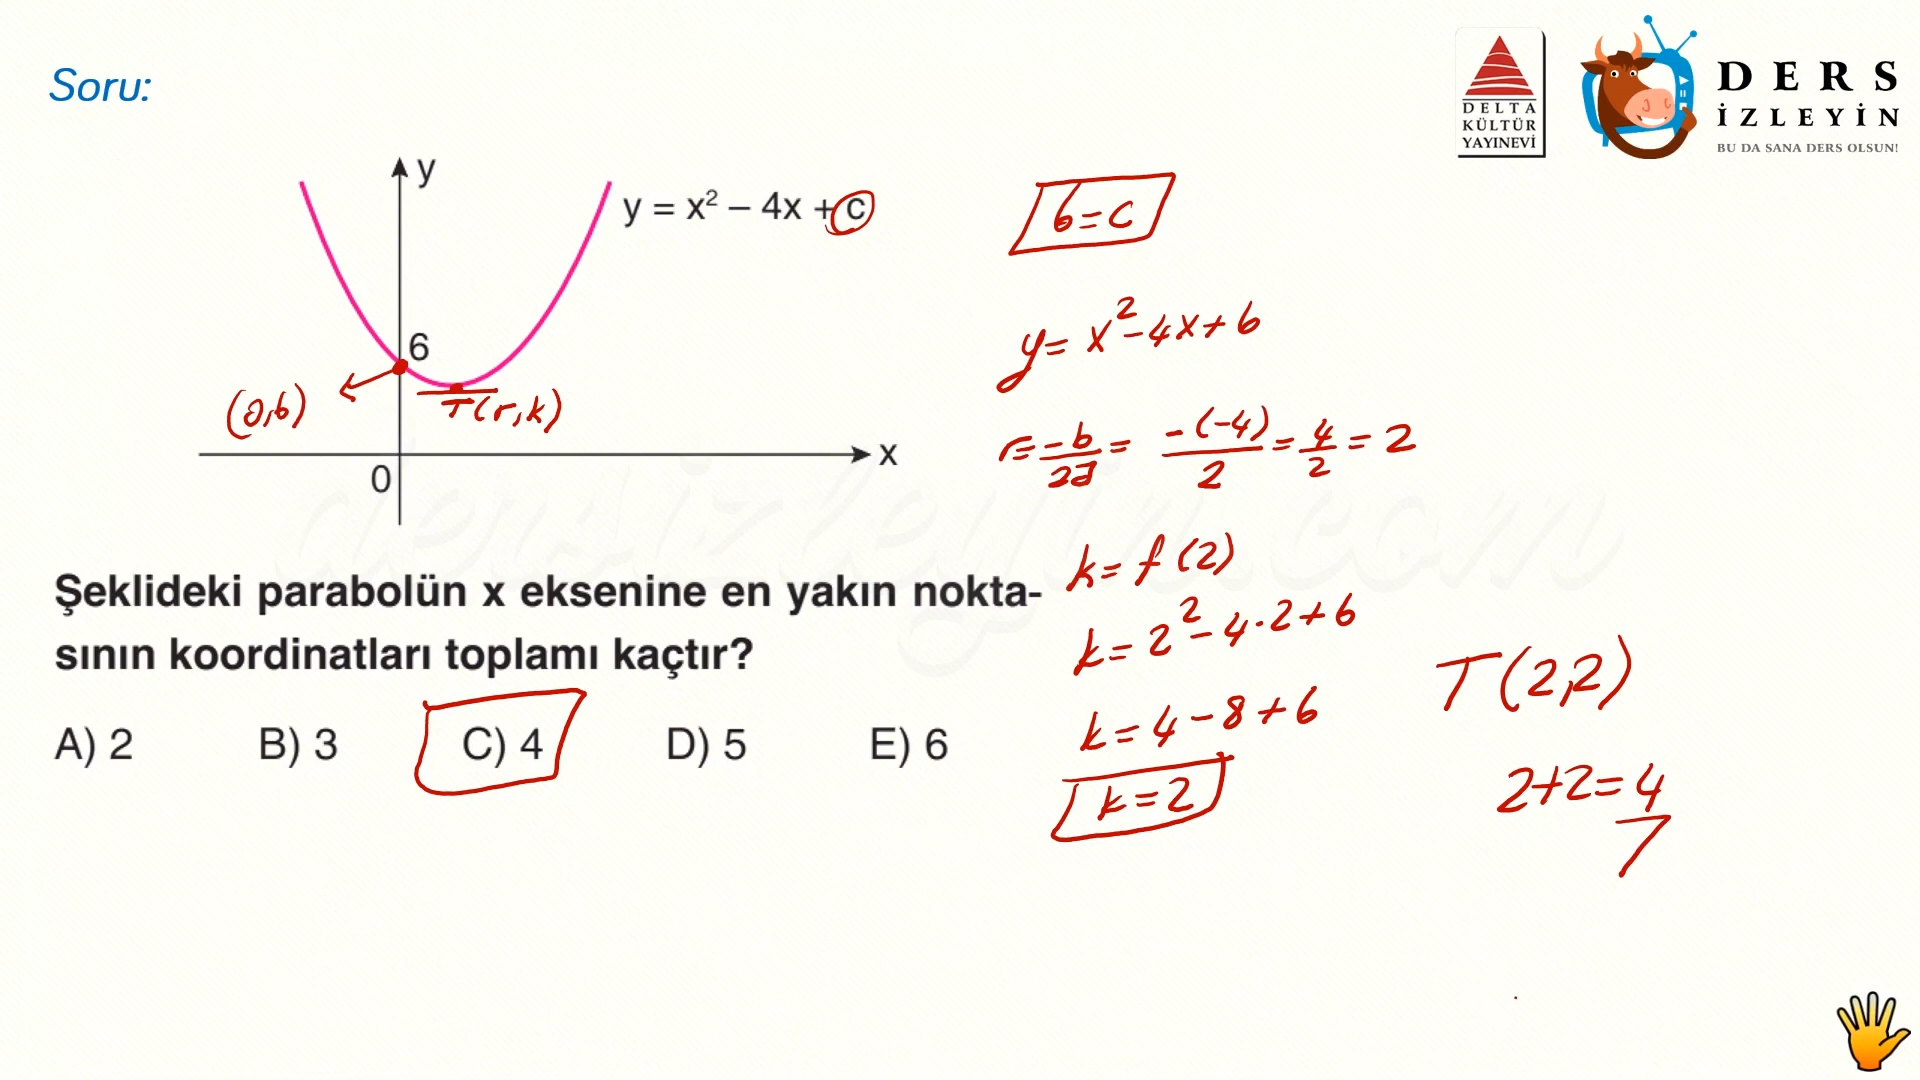 Soru:
DELTA
KÜLTÜR
YAYINEVİ
DERS
İZLEYİN
BU DA SANA DERS OLSUN!
y
y = x² – 4x + c
6
(0,6)
T(r,k)
x
0
6=c
y= x²-4x+6
r= -b/2a = -(-4)/2 = 4/2 = 2
k= f(2)
k= 2²-4·2+6
k= 4-8+6
k=2
T(2,2)
2+2=4
Şeklideki parabolün x eksenine en yakın nokta-
sının koordinatları toplamı kaçtır?
A) 2 B) 3 C) 4 D) 5 E) 6
dersizleyin.com